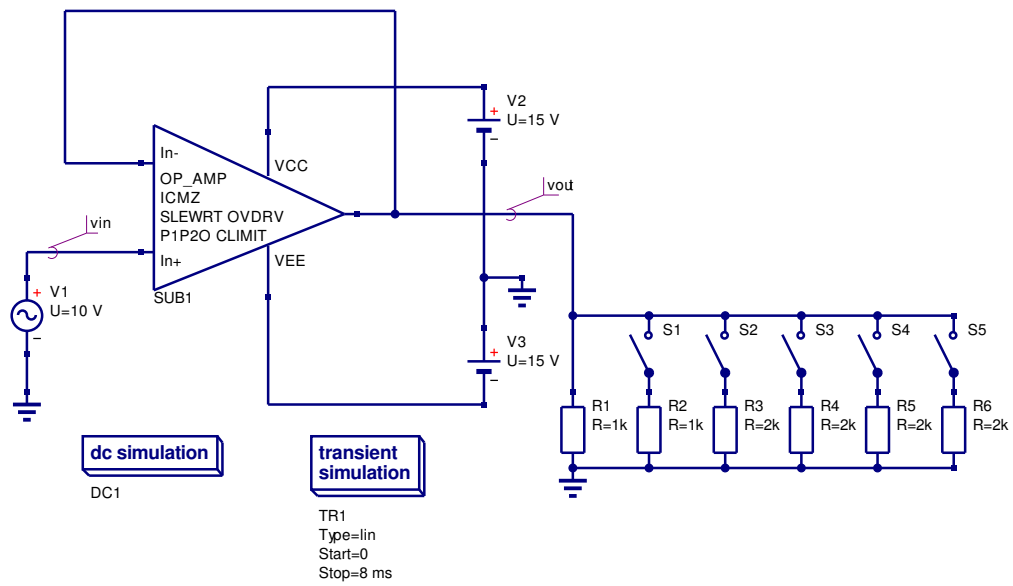 V2
U=15 V
In-
VCC
OP_AMP
ICMZ
SLEWRT OVDRV
P1P2O CLIMIT
In+
VEE
SUB1
vin
vout
V1
U=10 V
V3
U=15 V
S1
S2
S3
S4
S5
R1
R=1k
R2
R=1k
R3
R=2k
R4
R=2k
R5
R=2k
R6
R=2k
dc simulation
DC1
transient
simulation
TR1
Type=lin
Start=0
Stop=8 ms